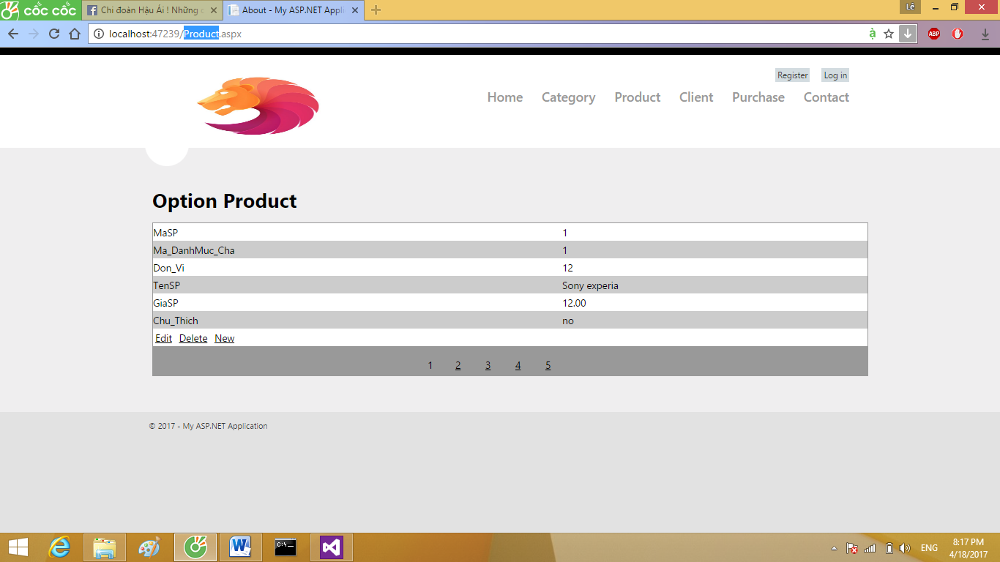 cốc cốc
Chi đoàn Hậu Ái ! Những
About - My ASP.NET Appli
Lê
localhost:47239/Product.aspx
ABP
Register
Log in
Home
Category
Product
Client
Purchase
Contact
Option Product
MaSP 1
Ma_DanhMuc_Cha 1
Don_Vi 12
TenSP Sony experia
GiaSP 12.00
Chu_Thich no
Edit Delete New
1 2 3 4 5
© 2017 - My ASP.NET Application
ENG
8:17 PM
4/18/2017